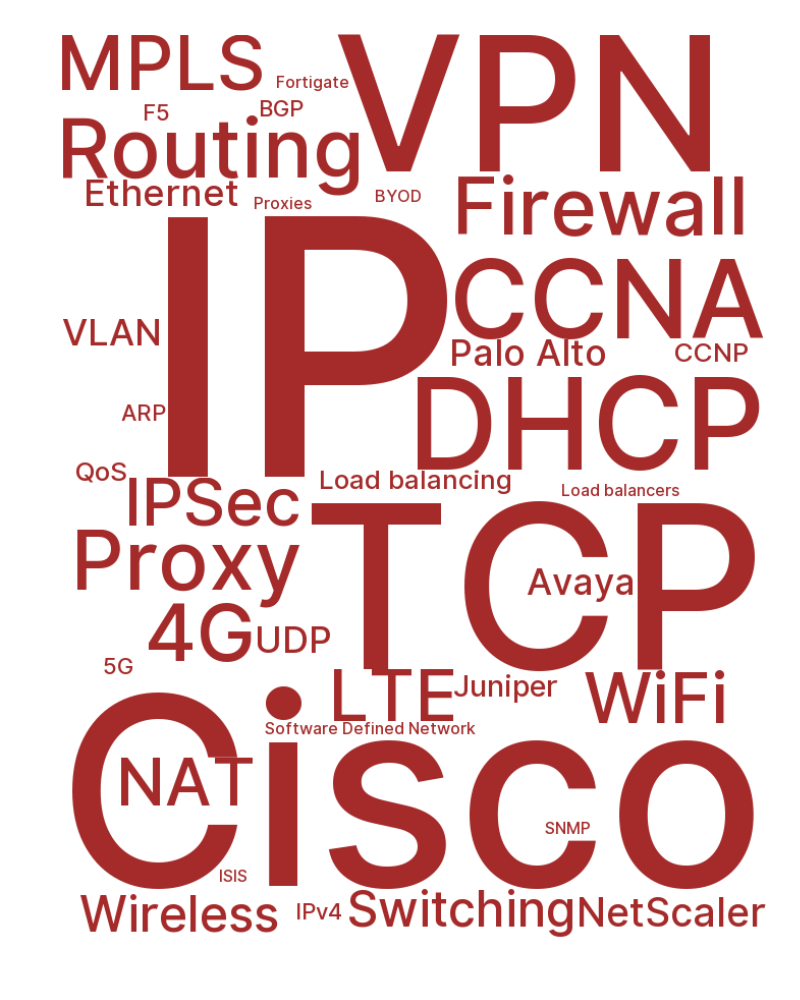 MPLS
Fortigate
VPN
F5
BGP
Routing
Ethernet
Proxies
BYOD
Firewall
IP
CCNA
VLAN
Palo Alto
CCNP
ARP
DHCP
QoS
Load balancing
Load balancers
IPSec
TCP
Proxy
Avaya
4G
UDP
5G
LTE
Juniper
WiFi
Software Defined Network
Cisco
NAT
SNMP
ISIS
Wireless
IPv4
Switching
NetScaler